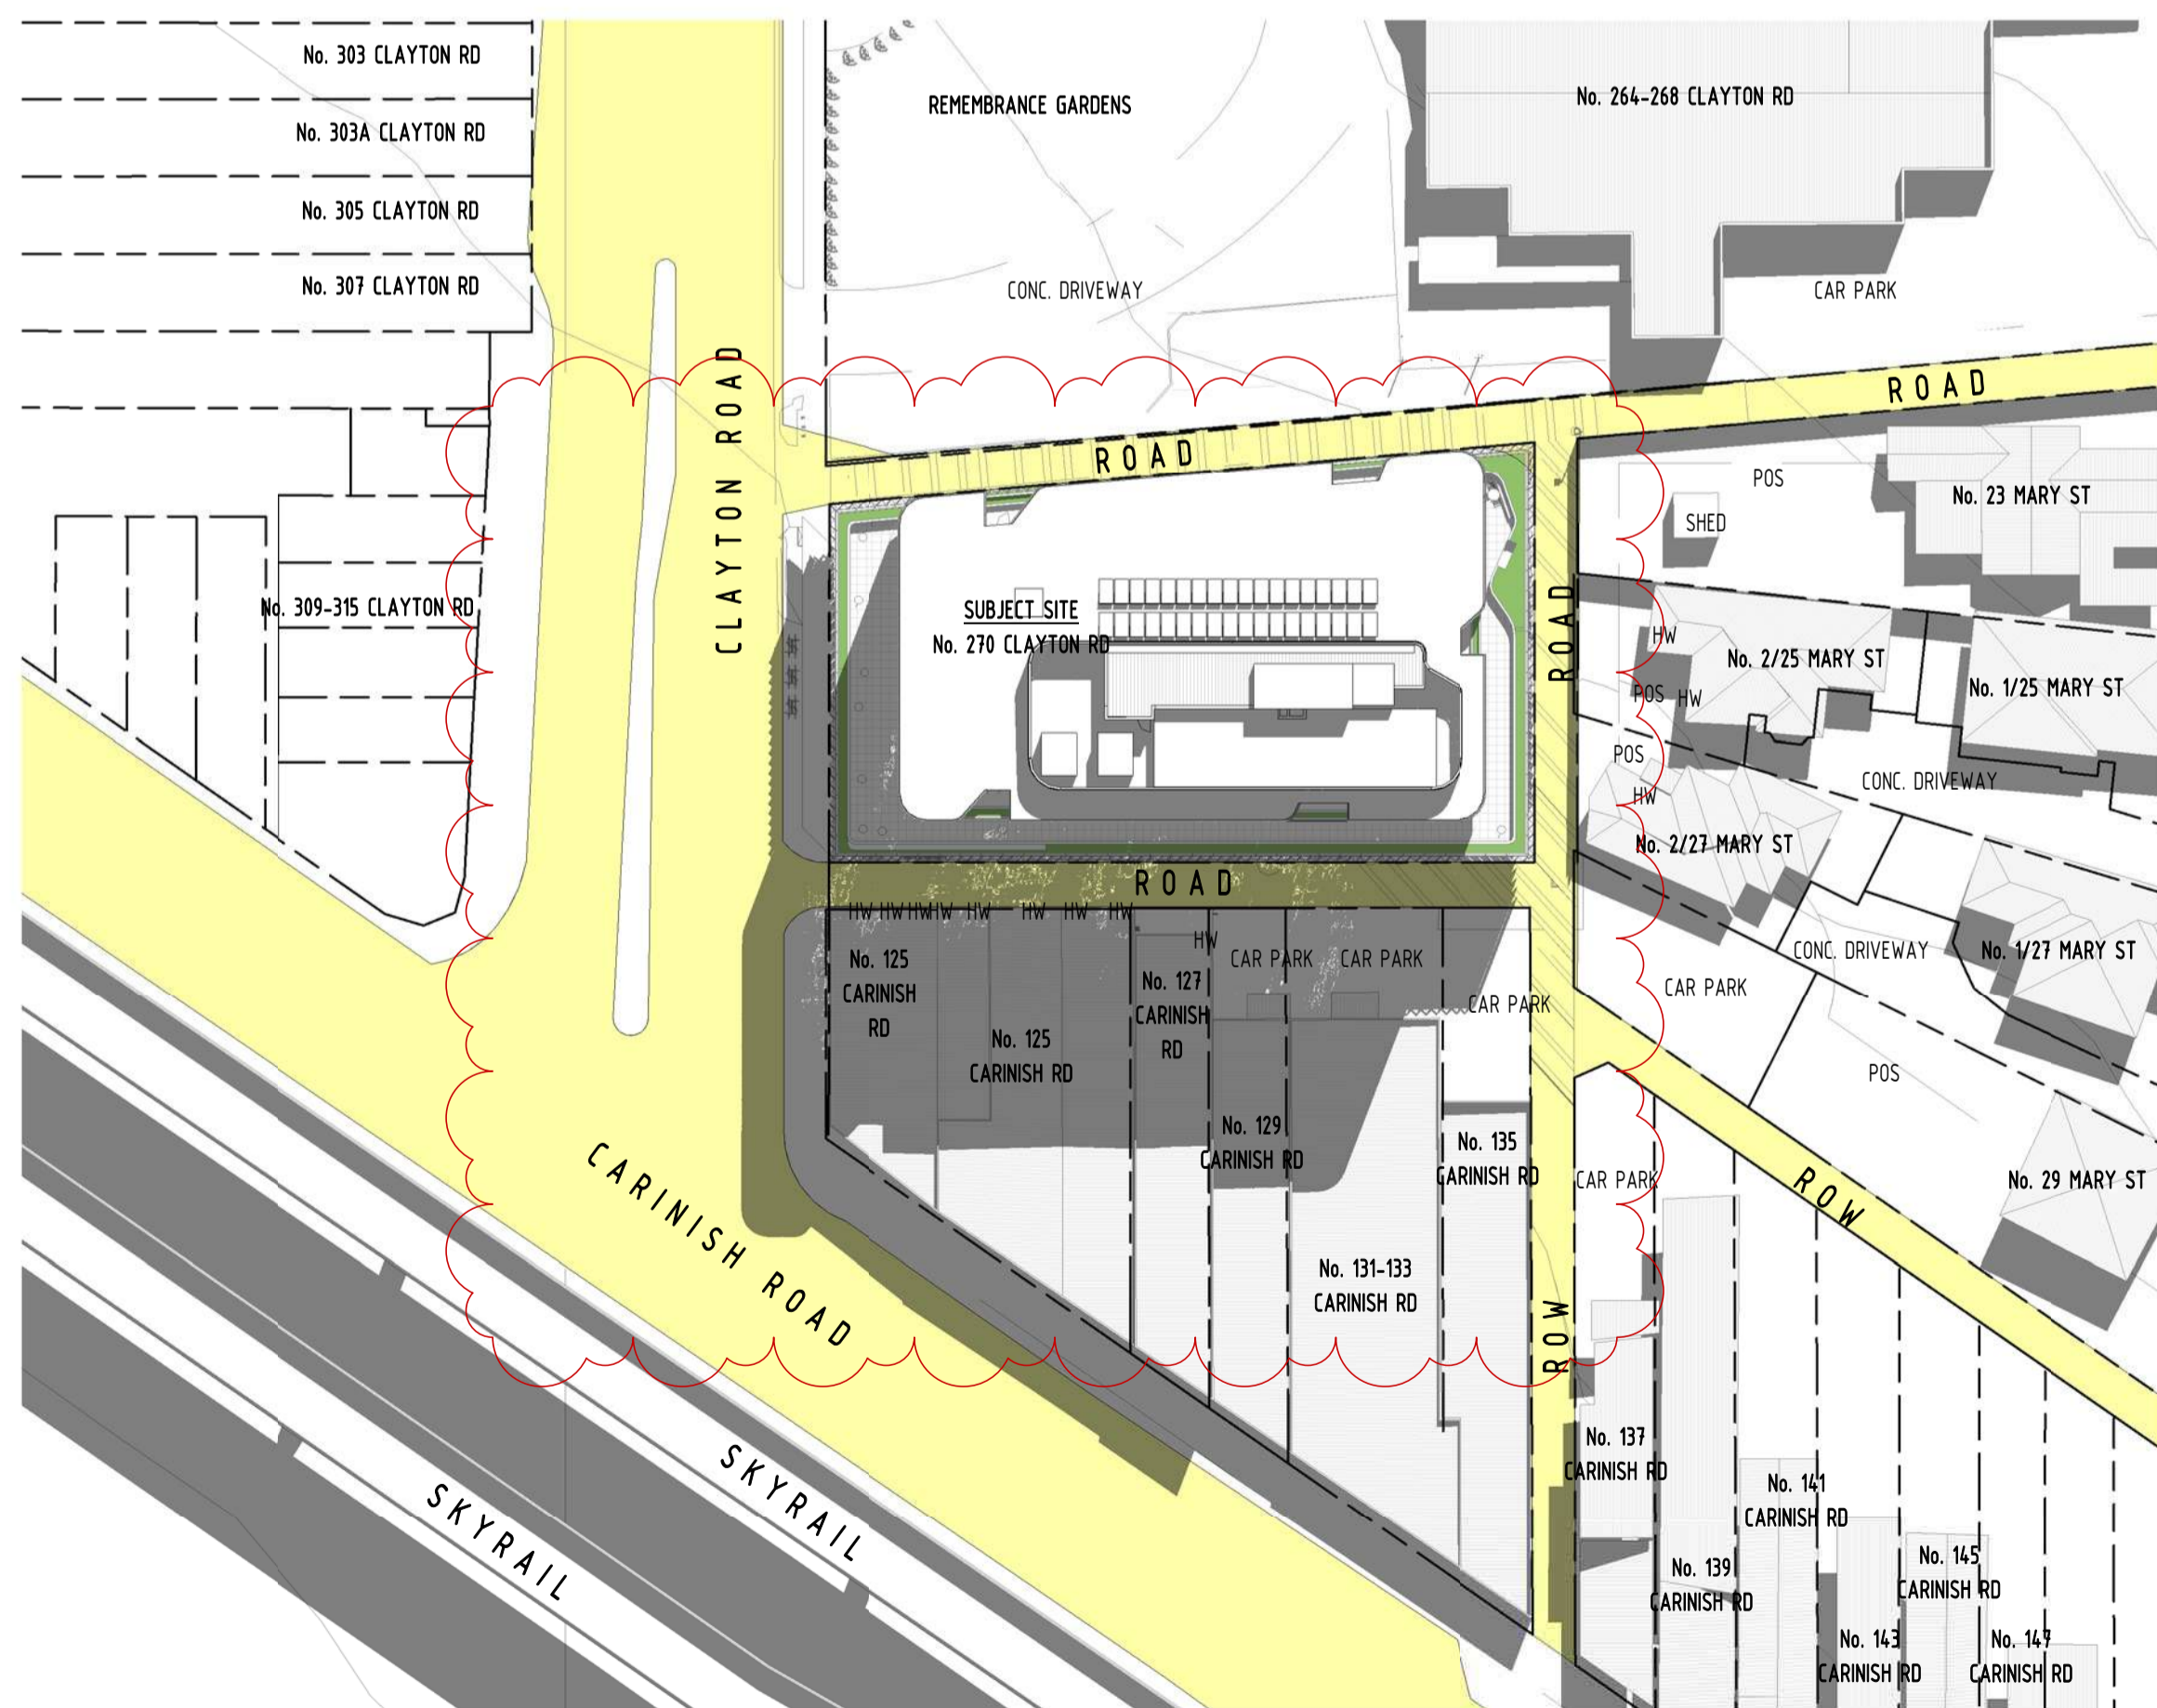 No. 303 CLAYTON RD
No. 303A CLAYTON RD
No. 305 CLAYTON RD
No. 307 CLAYTON RD
REMEMBRANCE GARDENS
No. 264-268 CLAYTON RD
CONC. DRIVEWAY
CAR PARK
CLAYTON ROAD
ROAD
ROAD
ROAD
ROAD
No. 309-315 CLAYTON RD
SUBJECT SITE
No. 270 CLAYTON RD
POS
SHED
No. 23 MARY ST
HW
No. 2/25 MARY ST
No. 1/25 MARY ST
POS
HW
POS
HW
CONC. DRIVEWAY
No. 2/27 MARY ST
HW
HW
HW
HW
HW
HW
HW
HW
HW
No. 125
CARINISH
RD
No. 125
CARINISH RD
No. 127
CARINISH
RD
CAR PARK
CAR PARK
CAR PARK
CAR PARK
CONC. DRIVEWAY
No. 1/27 MARY ST
POS
No. 129
CARINISH RD
No. 131-133
CARINISH RD
No. 135
CARINISH RD
CAR PARK
ROW
No. 29 MARY ST
ROW
CARINISH ROAD
SKYRAIL
SKYRAIL
No. 137
CARINISH RD
No. 139
CARINISH RD
No. 141
CARINISH RD
No. 143
CARINISH RD
No. 145
CARINISH RD
No. 147
CARINISH RD